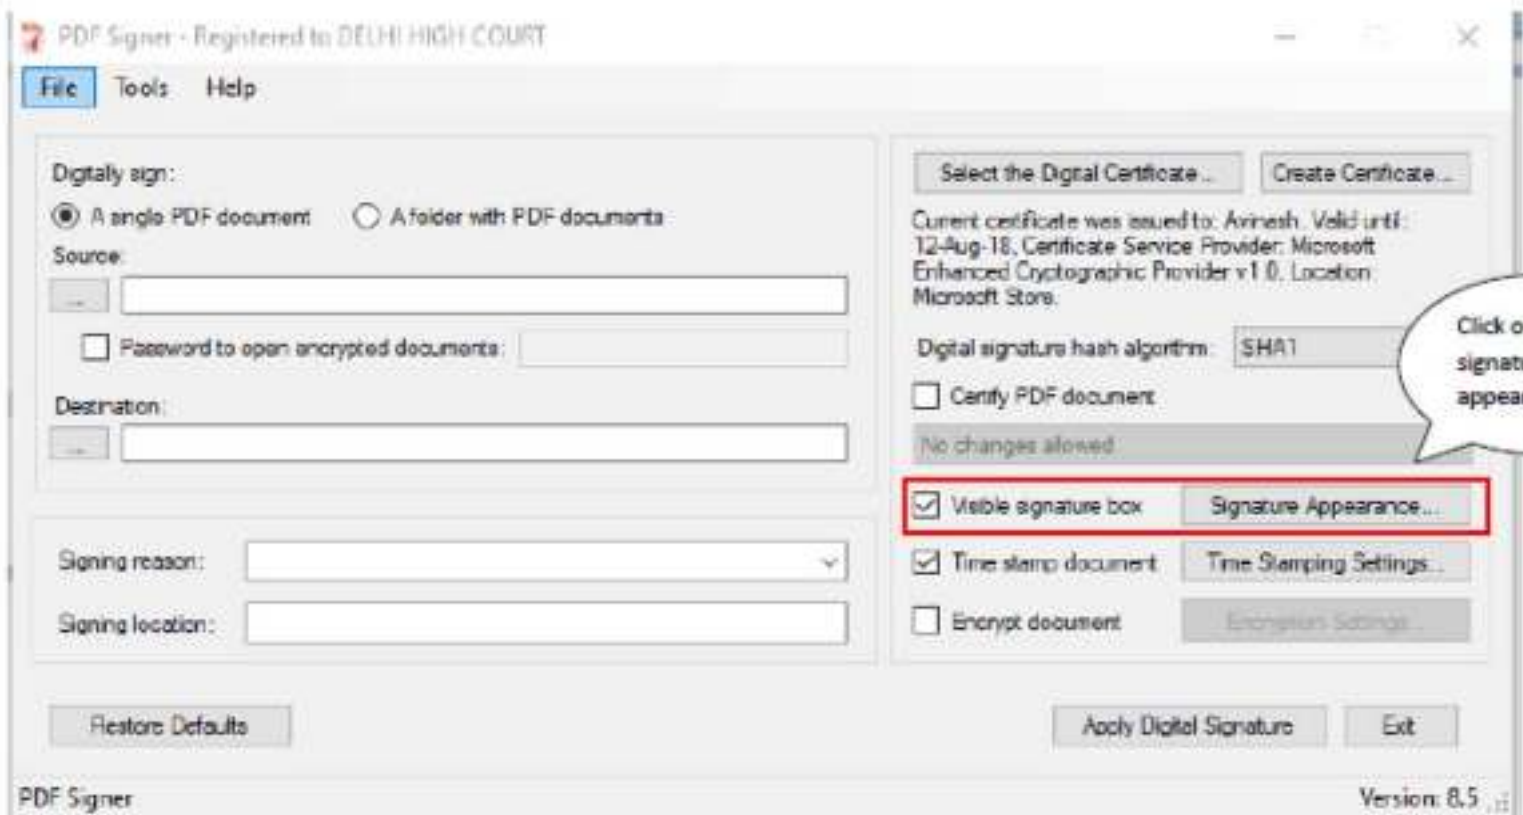 PDF Signer - Registered to DELHI HIGH COURT
File Tools Help
Digitally sign:
A single PDF document A folder with PDF documents
Source:
...
Password to open encrypted documents:
Destination:
...
Signing reason:
Signing location:
Select the Digital Certificate... Create Certificate...
Current certificate was issued to: Avinash. Valid until:
12-Aug-18, Certificate Service Provider: Microsoft
Enhanced Cryptographic Provider v1.0, Location:
Microsoft Store.
Digital signature hash algorithm: SHA1
Certify PDF document
No changes allowed
Visible signature box Signature Appearance...
Time stamp document Time Stamping Settings...
Encrypt document Encryption Settings...
Click
Restore Defaults Apply Digital Signature Exit
PDF Signer Version: 8.5